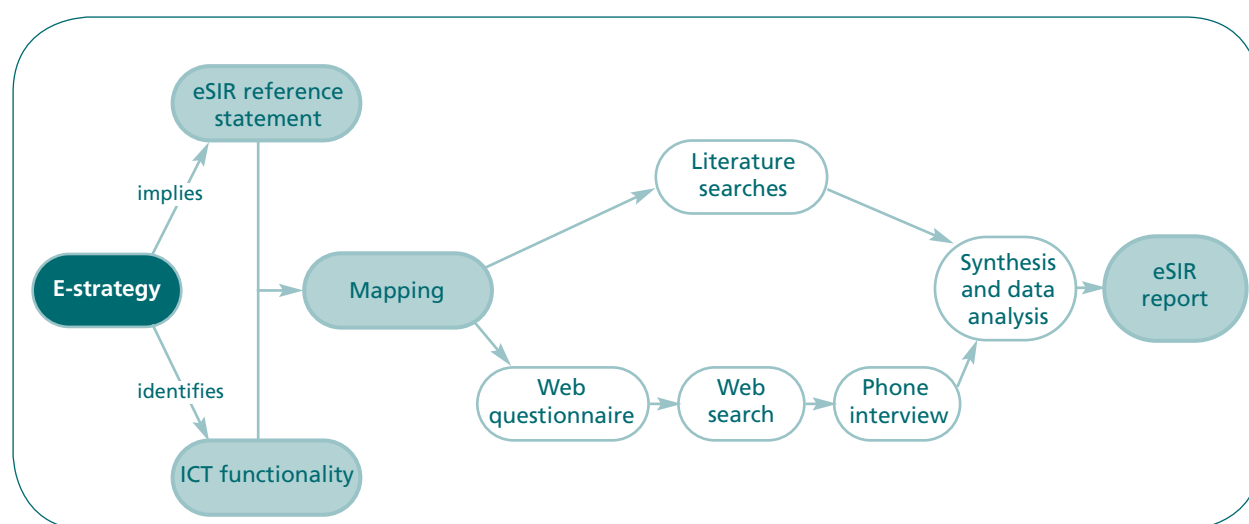 eSIR reference
statement
implies
E-strategy
identifies
ICT functionality
Mapping
Literature
searches
Web
questionnaire
Web
search
Phone
interview
Synthesis
and data
analysis
eSIR
report